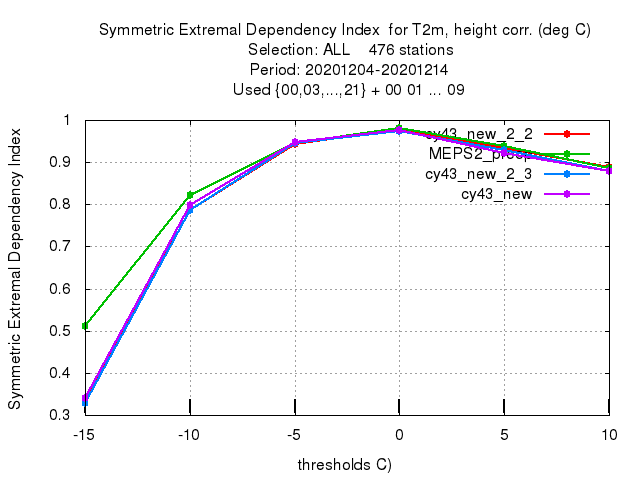 Symmetric Extremal Dependency Index for T2m, height corr. (deg C)
Selection: ALL 476 stations
Period: 20201204-20201214
Used {00,03,...,21} + 00 01 ... 09
Symmetric Extremal Dependency Index
1
0.9
0.8
0.7
0.6
0.5
0.4
0.3
cy43_new_2_2
cy43_new_2_3
cy43_new
-15
-10
-5
0
5
10
thresholds C)